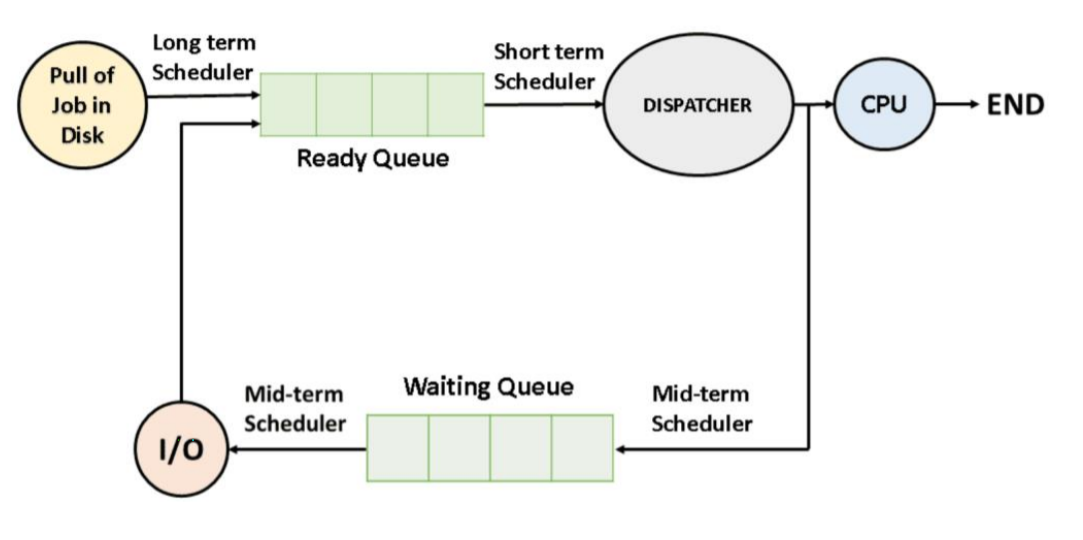 Long term
Scheduler
Pull of
Job in
Disk
Ready Queue
Short term
Scheduler
DISPATCHER
CPU
END
Mid-term
Scheduler
Waiting Queue
Mid-term
Scheduler
I/O